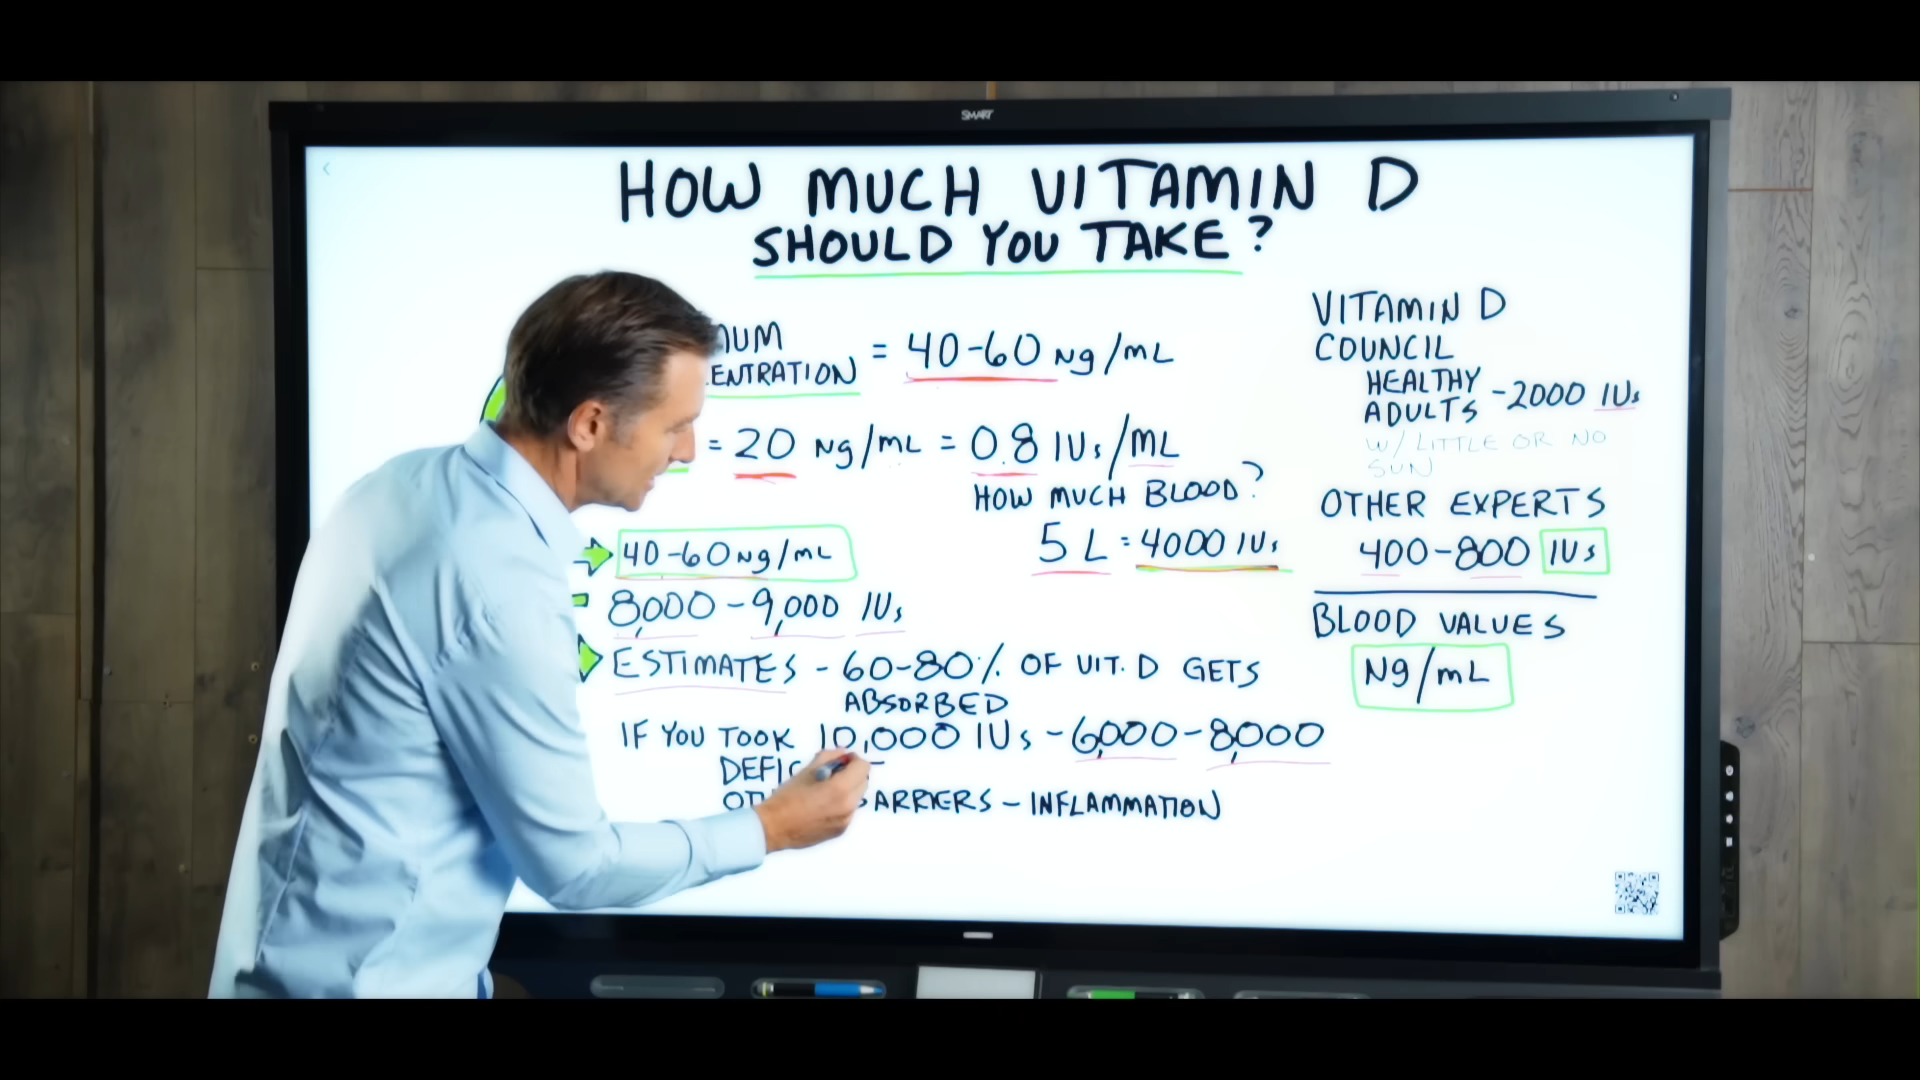 SMART
HOW MUCH VITAMIN D
SHOULD YOU TAKE?
= 40-60 Ng/mL
= 20 Ng/mL = 0.8 IUs/mL
HOW MUCH BLOOD?
5 L = 4000 IUs
40-60 Ng/mL
8,000 - 9,000 IUs
ESTIMATES - 60-80% OF VIT. D GETS
ABSORBED
IF YOU TOOK 10,000 IUs - 6,000 - 8,000
BARRIERS - INFLAMMATION
VITAMIN D
COUNCIL
HEALTHY
ADULTS - 2000 IUs
W/ LITTLE OR NO
SUN
OTHER EXPERTS
400-800 IUs
BLOOD VALUES
Ng/mL